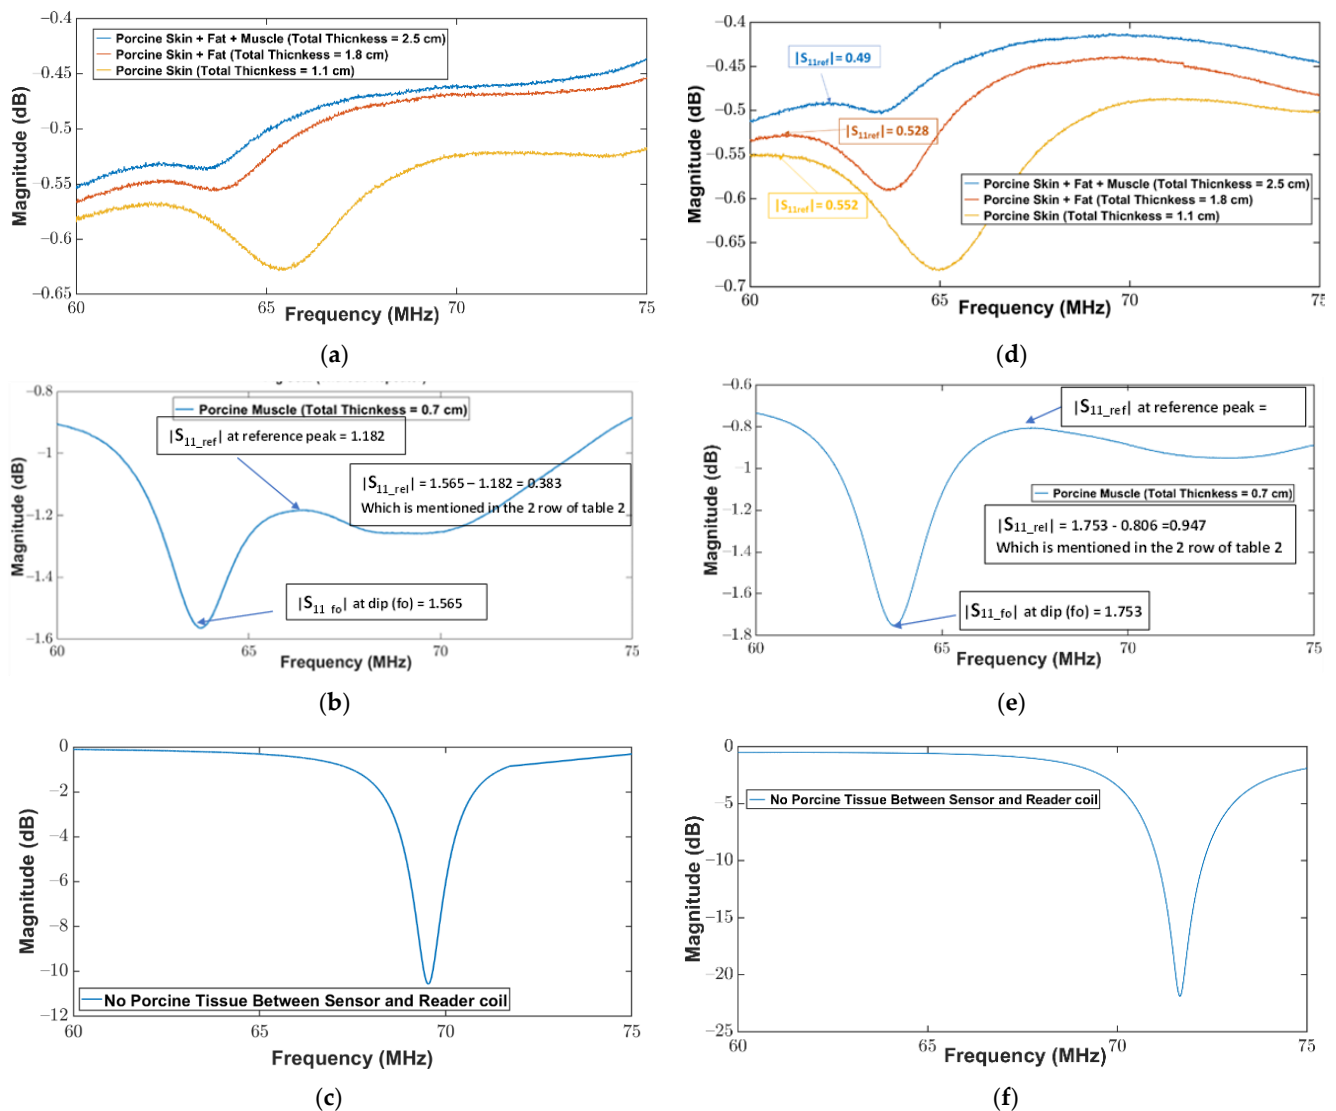 −0.4
−0.45
−0.5
−0.55
−0.6
−0.65
Magnitude (dB)
Porcine Skin + Fat + Muscle (Total Thicnkess = 2.5 cm)
Porcine Skin + Fat (Total Thicnkess = 1.8 cm)
Porcine Skin (Total Thicnkess = 1.1 cm)
60 65 70 75
Frequency (MHz)
(a)
−0.4
−0.45
−0.5
−0.55
−0.6
−0.65
−0.7
Magnitude (dB)
|S11ref|= 0.49
|S11ref|= 0.528
|S11ref|= 0.552
Porcine Skin + Fat + Muscle (Total Thicnkess = 2.5 cm)
Porcine Skin + Fat (Total Thicnkess = 1.8 cm)
Porcine Skin (Total Thicnkess = 1.1 cm)
60 65 70 75
Frequency (MHz)
(d)
−0.8
−1
−1.2
−1.4
−1.6
Magnitude (dB)
Porcine Muscle (Total Thicnkess = 0.7 cm)
|S11_ref| at reference peak = 1.182
|S11_rel| = 1.565 – 1.182 = 0.383
Which is mentioned in the 2 row of table 2
|S11_fo| at dip (fo) = 1.565
60 65 70 75
Frequency (MHz)
(b)
−0.6
−0.8
−1
−1.2
−1.4
−1.6
−1.8
Magnitude (dB)
|S11_ref| at reference peak =
Porcine Muscle (Total Thicnkess = 0.7 cm)
|S11_rel| = 1.753 - 0.806 =0.947
Which is mentioned in the 2 row of table 2
|S11_fo| at dip (fo) = 1.753
60 65 70 75
Frequency (MHz)
(e)
0
−2
−4
−6
−8
−10
−12
Magnitude (dB)
No Porcine Tissue Between Sensor and Reader coil
60 65 70 75
Frequency (MHz)
(c)
0
−5
−10
−15
−20
−25
Magnitude (dB)
No Porcine Tissue Between Sensor and Reader coil
60 65 70 75
Frequency (MHz)
(f)